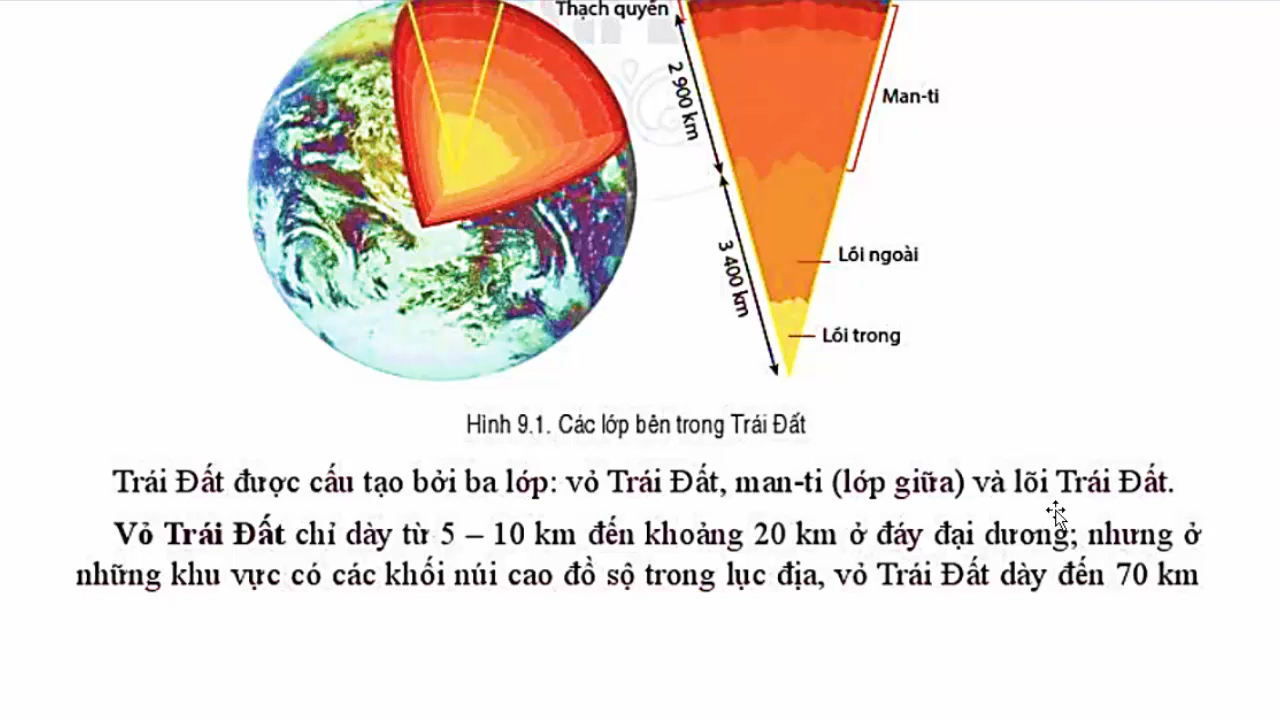 Thạch quyển
2 900 km
Man-ti
3 400 km
Lõi ngoài
Lõi trong
Hình 9.1. Các lớp bên trong Trái Đất
Trái Đất được cấu tạo bởi ba lớp: vỏ Trái Đất, man-ti (lớp giữa) và lõi Trái Đất.
Vỏ Trái Đất chỉ dày từ 5 – 10 km đến khoảng 20 km ở đáy đại dương; nhưng ở
những khu vực có các khối núi cao đồ sộ trong lục địa, vỏ Trái Đất dày đến 70 km